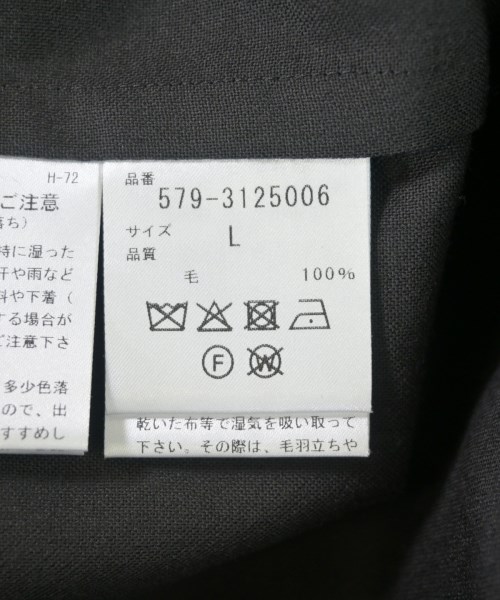 H-72
ご注意
落ち）
特に湿った
汗や雨など
料や下着（
する場合が
ご注意下さ
多少色落
ので、出
すすめし
品番
579-3125006
サイズ
L
品質
毛 100%
F W
乾いた布等で湿気を吸い取って
下さい。その際は、毛羽立ちや